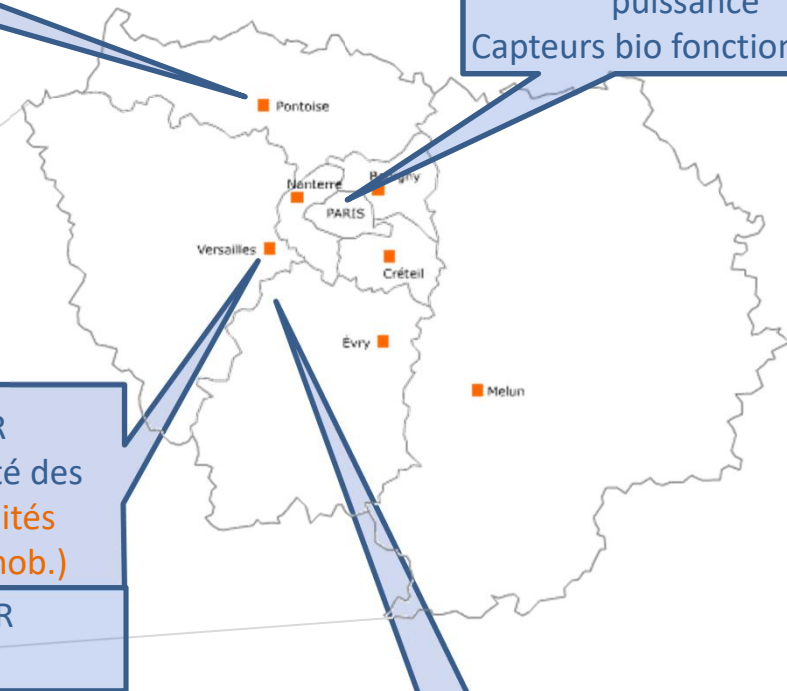 puissance
Capteurs bio fonction
Pontoise
Nanterre
PARIS
Versailles
Créteil
Évry
Melun
R
té des
ités
nob.)
R